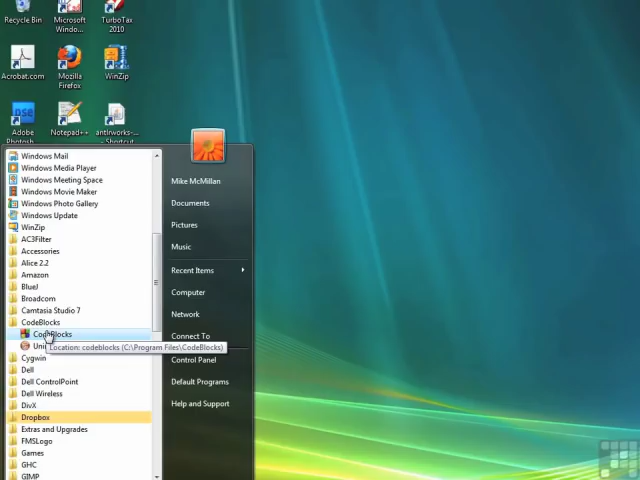 Recycle Bin
Microsoft
Windo...
TurboTax
2010
Acrobat.com
Mozilla
Firefox
WinZip
Adobe
Photosh...
Notepad++
antlrworks-...
- Shortcut
Windows Mail
Windows Media Player
Windows Meeting Space
Windows Movie Maker
Windows Photo Gallery
Windows Update
WinZip
AC3Filter
Accessories
Alice 2.2
Amazon
BlueJ
Broadcom
Camtasia Studio 7
CodeBlocks
CodeBlocks
Location: codeblocks (C:\Program Files\CodeBlocks)
Cygwin
Dell
Dell ControlPoint
Dell Wireless
DivX
Dropbox
Extras and Upgrades
FMSLogo
Games
GHC
GIMP
Mike McMillan
Documents
Pictures
Music
Recent Items
Computer
Network
Connect To
Control Panel
Default Programs
Help and Support